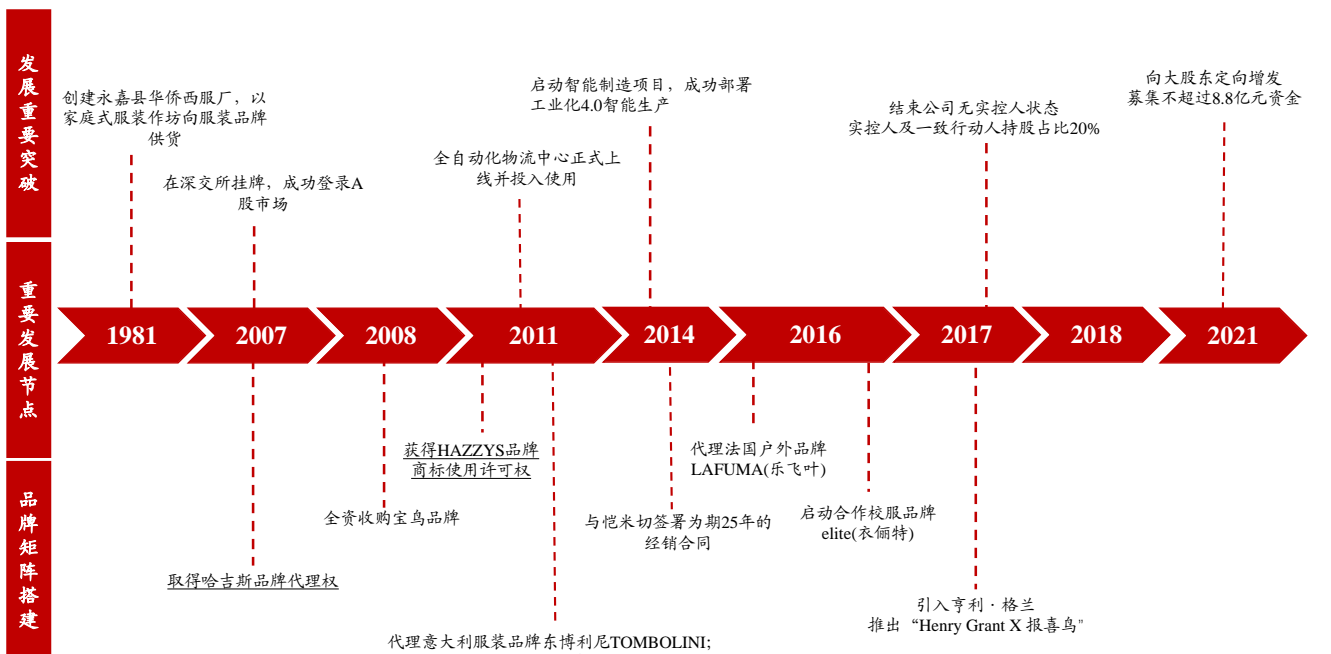 发展重要突破
创建永嘉县华侨西服厂，以
家庭式服装作坊向服装品牌
供货
在深交所挂牌，成功登录A
股市场
全自动化物流中心正式上
线并投入使用
启动智能制造项目，成功部署
工业化4.0智能生产
结束公司无实控人状态
实控人及一致行动人持股占比20%
向大股东定向增发
募集不超过8.8亿元资金
重要发展节点
1981
2007
2008
2011
2014
2016
2017
2018
2021
品牌矩阵搭建
取得哈吉斯品牌代理权
全资收购宝鸟品牌
获得HAZZYS品牌
商标使用许可权
代理意大利服装品牌东博利尼TOMBOLINI;
与恺米切签署为期25年的
经销合同
代理法国户外品牌
LAFUMA(乐飞叶)
启动合作校服品牌
elite(衣俪特)
引入亨利·格兰
推出“Henry Grant X 报喜鸟”